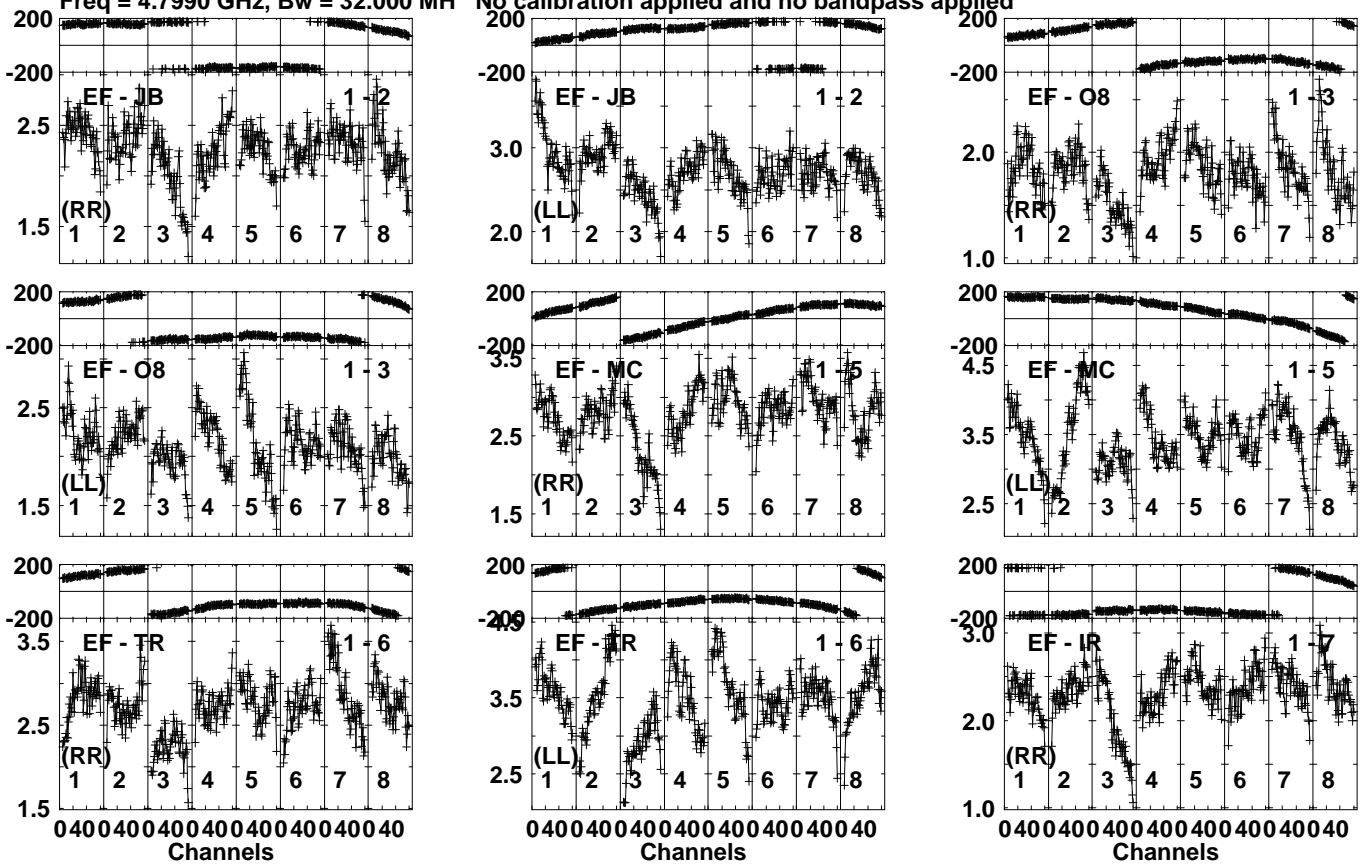 Freq = 4.7990 GHz, Bw = 32.000 MH No calibration applied and no bandpass applied
200 200 200
-200 -200
EF - JB 1 - 2 EF - JB 1 - 2 EF - O8 1 - 3
2.5 3.0 2.0
(RR) (LL) (RR)
1.5 2.0
1 2 3 4 5 6 7 8 1 2 3 4 5 6 7 8 1 2 3 4 5 6 7 8
1.0
200 200 200
-200 -200 -200
3.5
EF - O8 1 - 3 EF - MC 1 - 5 EF - MC 1 - 5
4.5
2.5 2.5 3.5
(LL) (RR) (LL)
1.5 1.5 2.5
1 2 3 4 5 6 7 8 1 2 3 4 5 6 7 8 1 2 3 4 5 6 7 8
200 200 200
-200 -200 -200
4.5 3.0
EF - TR 1 - 6 EF - TR 1 - 6 EF - IR 1 - 7
3.5 3.5
2.5 2.0
(RR) (LL) (RR)
2.5
1 2 3 4 5 6 7 8 1 2 3 4 5 6 7 8 1 2 3 4 5 6 7 8
1.5 1.0
0 40 0 40 0 40 0 40 0 40 0 40 0 40 0 40 0 40 0 40 0 40 0 40 0 40 0 40 0 40 0 40 0 40 0 40 0 40 0 40 0 40 0 40 0 40 0 40
Channels Channels Channels